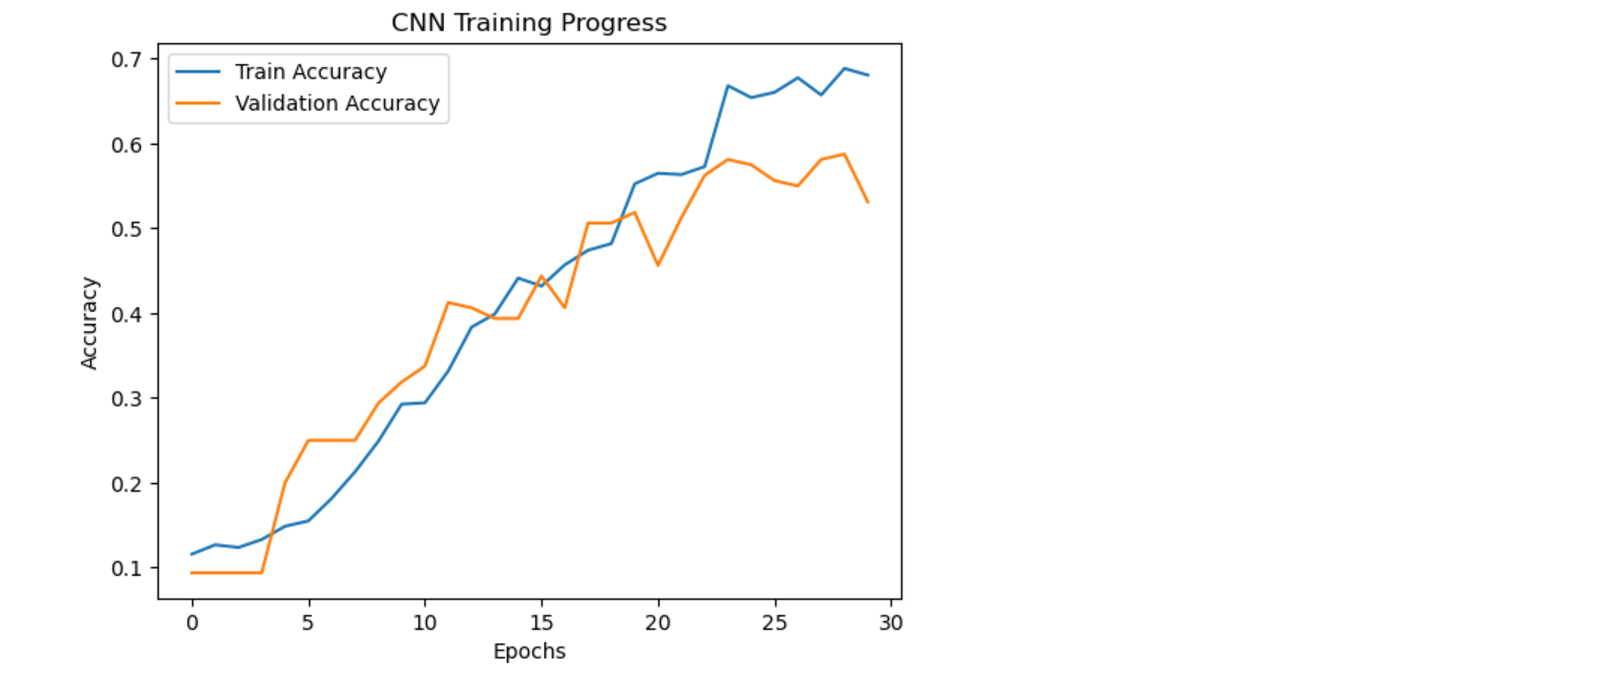 CNN Training Progress
Train Accuracy
Validation Accuracy
0.7
0.6
0.5
0.4
0.3
0.2
0.1
Accuracy
0 5 10 15 20 25 30
Epochs